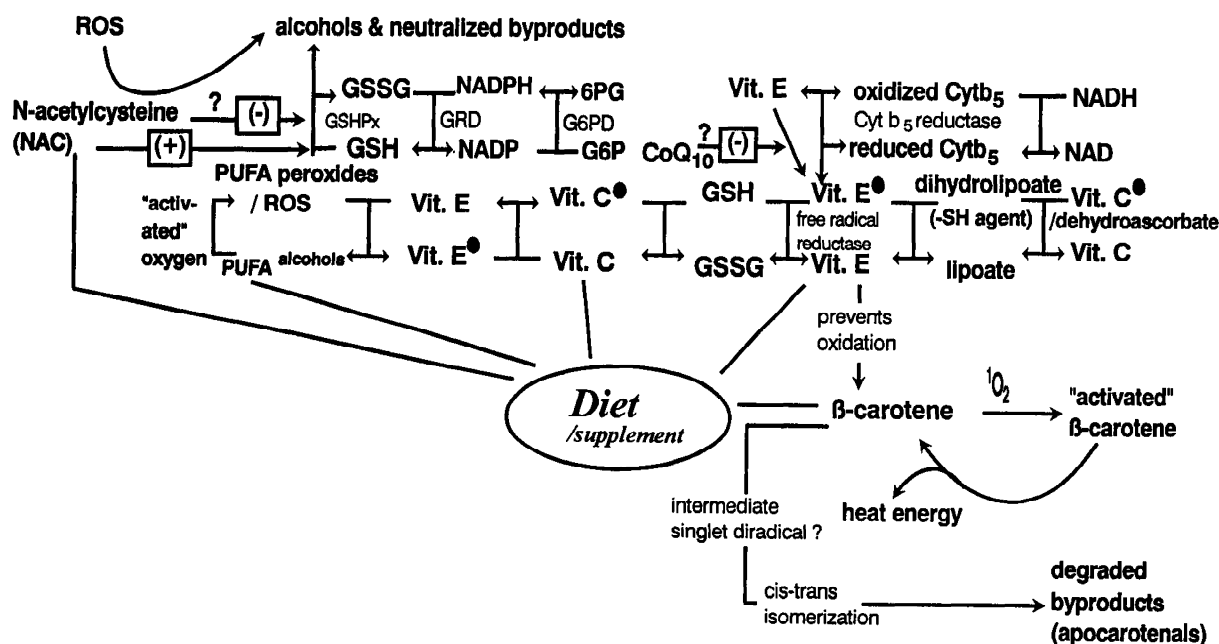 ROS
alcohols & neutralized byproducts
N-acetylcysteine
(NAC)
?
(-)
(+)
GSSG
NADPH
6PG
GSHPx
GRD
G6PD
GSH
NADP
G6P
Vit. E
oxidized Cytb5
NADH
Cyt b5 reductase
reduced Cytb5
NAD
CoQ10
?
(-)
PUFA peroxides
/ ROS
"activ-
ated"
oxygen
PUFA alcohols
Vit. E
Vit. E●
Vit. C●
Vit. C
GSH
GSSG
Vit. E●
free radical
reductase
Vit. E
dihydrolipoate
(-SH agent)
lipoate
Vit. C●
/dehydroascorbate
Vit. C
prevents
oxidation
Diet
/supplement
ß-carotene
1O2
"activated"
ß-carotene
heat energy
intermediate
singlet diradical ?
cis-trans
isomerization
degraded
byproducts
(apocarotenals)